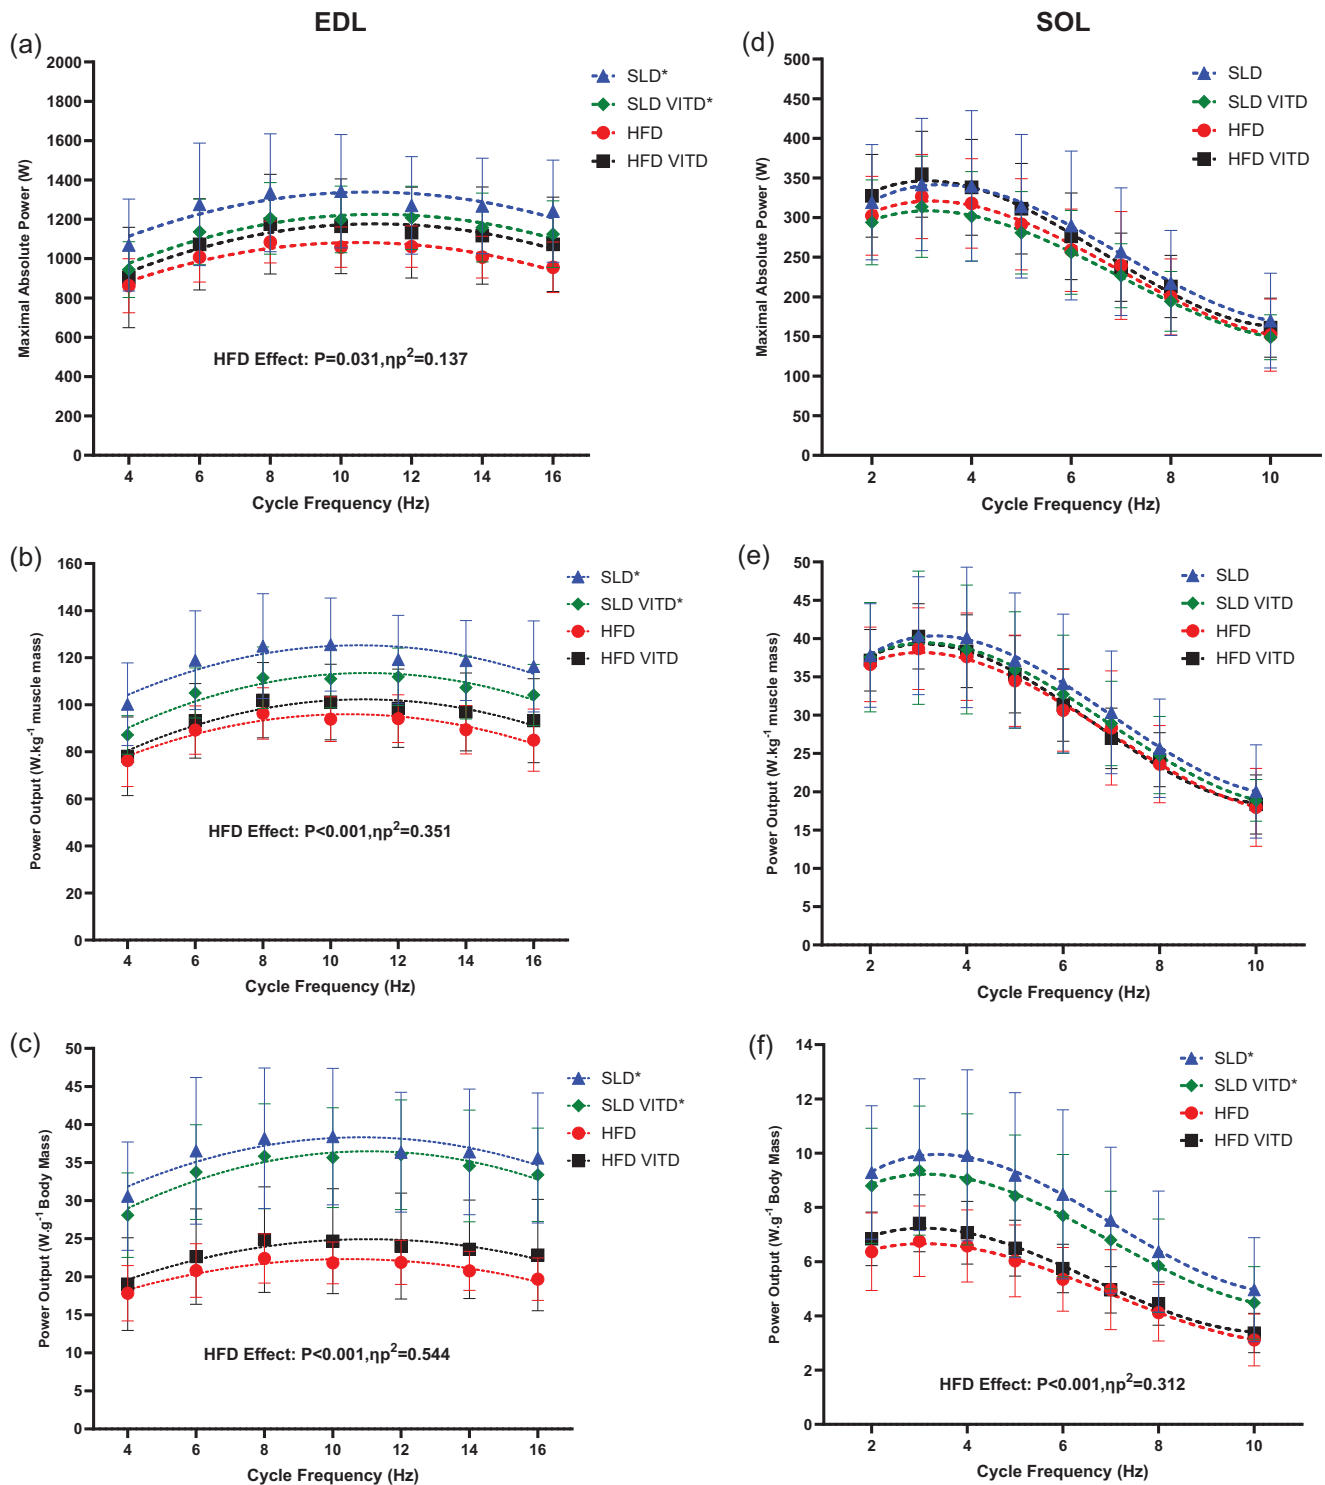 EDL
SOL
(a)
Maximal Absolute Power (W)
2000
1800
1600
1400
1200
1000
800
600
400
200
0
4
6
8
10
12
14
16
Cycle Frequency (Hz)
SLD*
SLD VITD*
HFD
HFD VITD
HFD Effect: P=0.031,ηp²=0.137
(d)
Maximal Absolute Power (W)
500
450
400
350
300
250
200
150
100
50
0
2
4
6
8
10
Cycle Frequency (Hz)
SLD
SLD VITD
HFD
HFD VITD
(b)
Power Output (W.kg⁻¹ muscle mass)
160
140
120
100
80
60
40
20
0
4
6
8
10
12
14
16
Cycle Frequency (Hz)
SLD*
SLD VITD*
HFD
HFD VITD
HFD Effect: P<0.001,ηp²=0.351
(e)
Power Output (W.kg⁻¹ muscle mass)
50
45
40
35
30
25
20
15
10
5
0
2
4
6
8
10
Cycle Frequency (Hz)
SLD
SLD VITD
HFD
HFD VITD
(c)
Power Output (W.g⁻¹ Body Mass)
50
45
40
35
30
25
20
15
10
5
0
4
6
8
10
12
14
16
Cycle Frequency (Hz)
SLD*
SLD VITD*
HFD
HFD VITD
HFD Effect: P<0.001,ηp²=0.544
(f)
Power Output (W.g⁻¹ Body Mass)
14
12
10
8
6
4
2
0
2
4
6
8
10
Cycle Frequency (Hz)
SLD*
SLD VITD*
HFD
HFD VITD
HFD Effect: P<0.001,ηp²=0.312